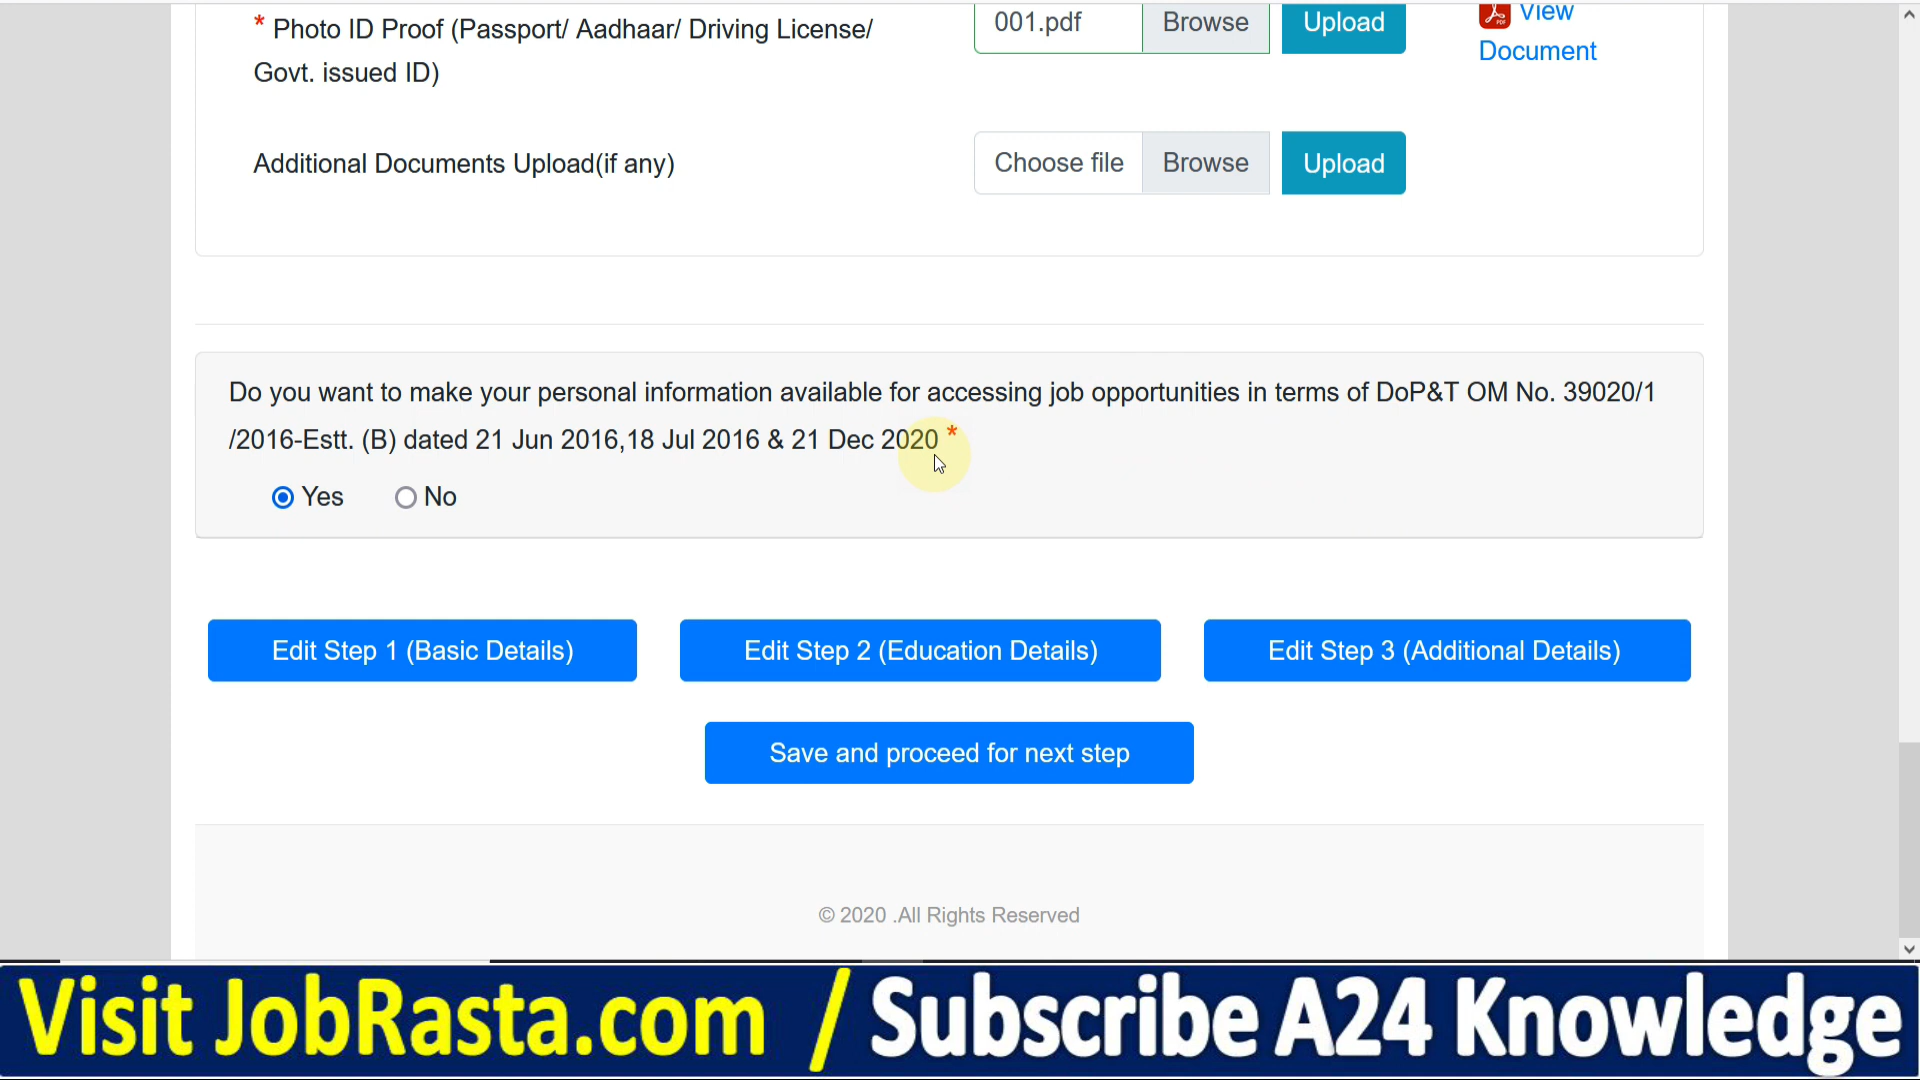 * Photo ID Proof (Passport/ Aadhaar/ Driving License/
Govt. issued ID)
001.pdf
Browse
Upload
View
Document
Additional Documents Upload(if any)
Choose file
Browse
Upload
Do you want to make your personal information available for accessing job opportunities in terms of DoP&T OM No. 39020/1
/2016-Estt. (B) dated 21 Jun 2016,18 Jul 2016 & 21 Dec 2020 *
Yes
No
Edit Step 1 (Basic Details)
Edit Step 2 (Education Details)
Edit Step 3 (Additional Details)
Save and proceed for next step
© 2020 .All Rights Reserved
Visit JobRasta.com / Subscribe A24 Knowledge